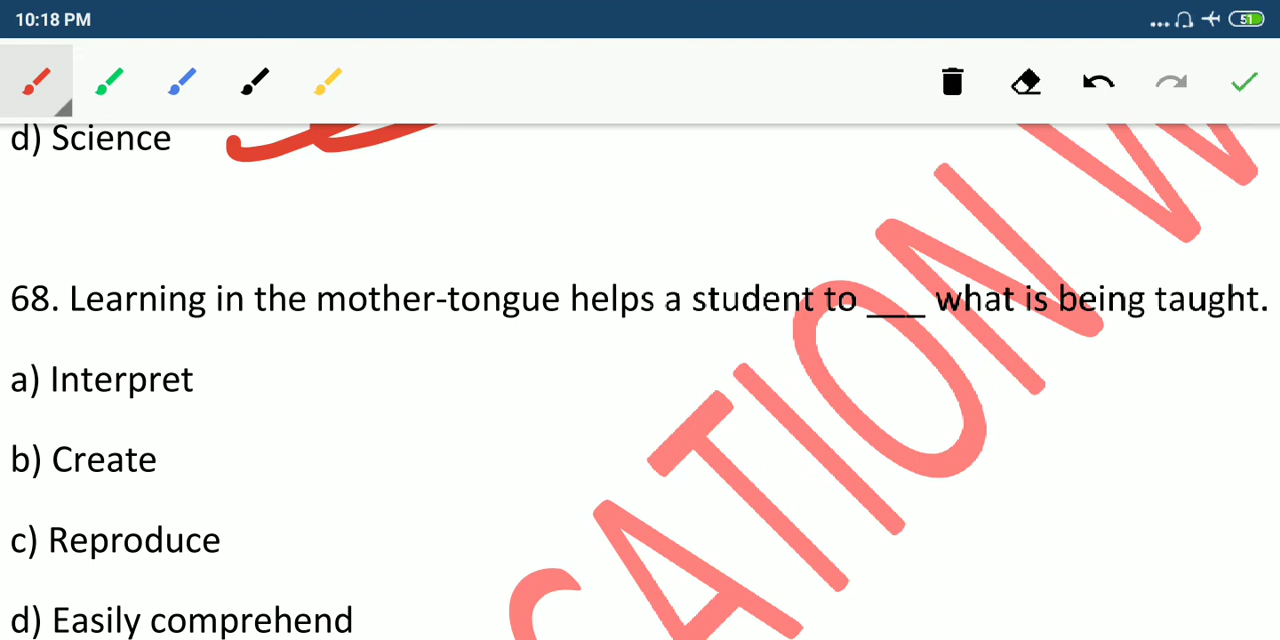 10:18 PM
51
d) Science
68. Learning in the mother-tongue helps a student to ___ what is being taught.
a) Interpret
b) Create
c) Reproduce
d) Easily comprehend
CATION W